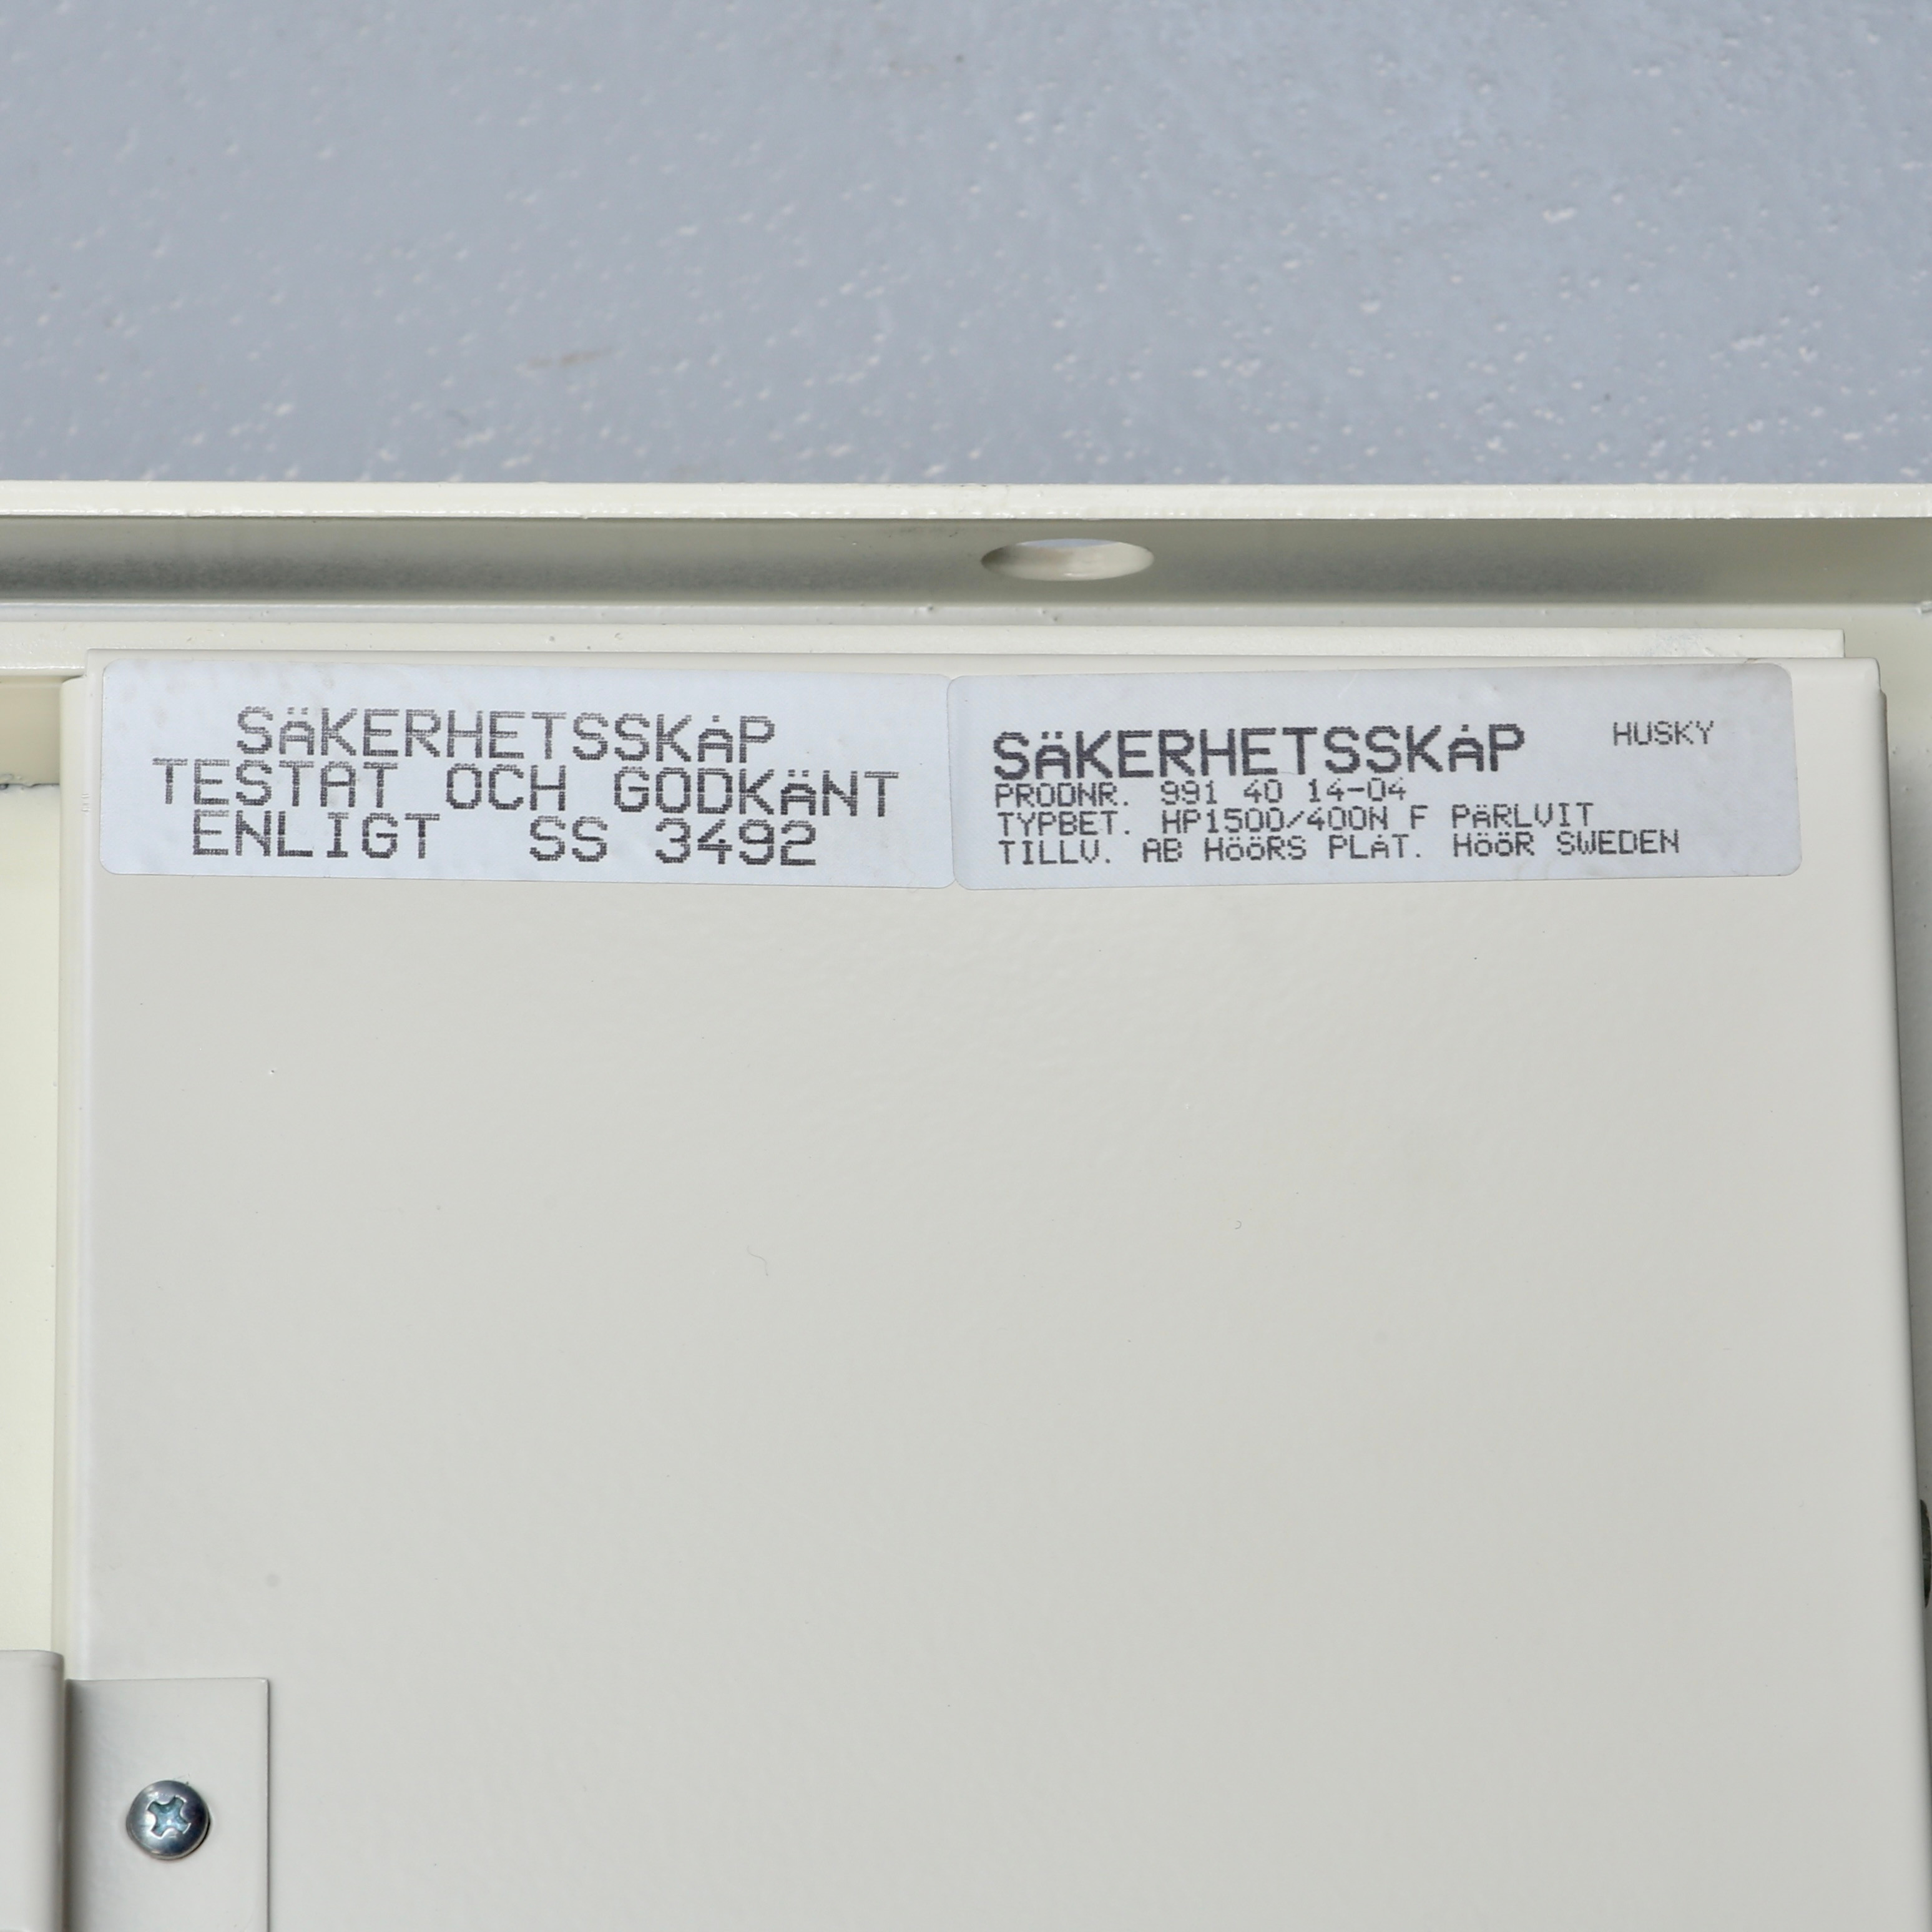 SÄKERHETSSKÅP
TESTAT OCH GODKÄNT
ENLIGT SS 3492
SÄKERHETSSKÅP HUSKY
PRODNR. 991 40 14-04
TYPBET. HP1500/400N F PÄRLVIT
TILLV. AB HÖÖRS PLÅT. HÖÖR SWEDEN